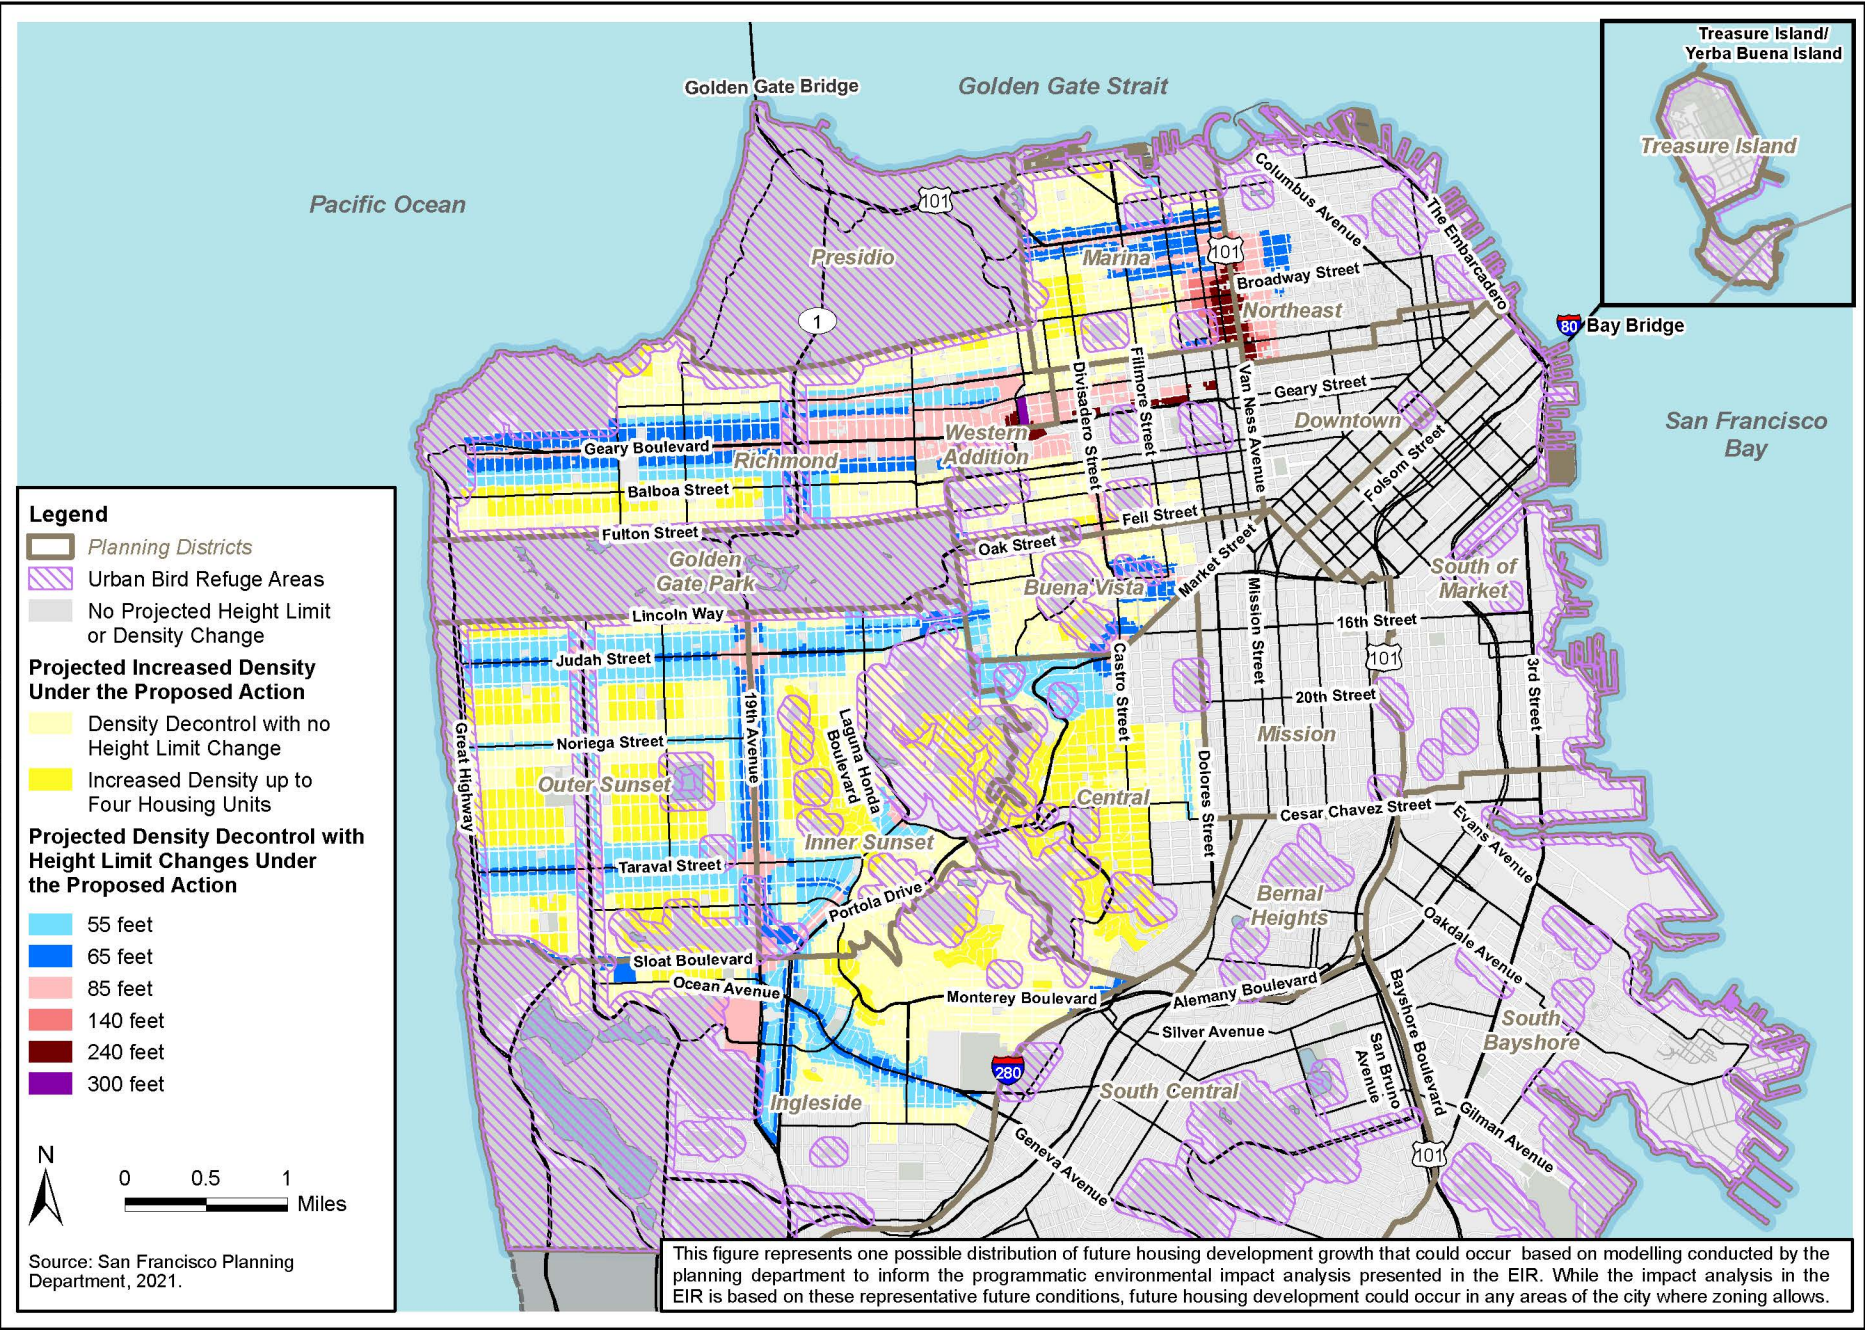 Treasure Island/
Yerba Buena Island
Treasure Island
Golden Gate Bridge
Golden Gate Strait
Pacific Ocean
101
Presidio
1
Marina
101
Columbus Avenue
The Embarcadero
Broadway Street
Northeast
80
Bay Bridge
San Francisco
Bay
Geary Street
Downtown
Divisadero Street
Fillmore Street
Van Ness Avenue
Folsom Street
Western
Addition
Geary Boulevard
Richmond
Balboa Street
Fulton Street
Fell Street
Oak Street
Market Street
Golden
Gate Park
Buena Vista
South of
Market
Lincoln Way
16th Street
Judah Street
101
Mission Street
Castro Street
3rd Street
20th Street
19th Avenue
Laguna Honda
Boulevard
Great Highway
Noriega Street
Mission
Outer Sunset
Central
Dolores Street
Cesar Chavez Street
Evans Avenue
Inner Sunset
Taraval Street
Portola Drive
Bernal
Heights
Oakdale Avenue
Sloat Boulevard
Ocean Avenue
Monterey Boulevard
Alemany Boulevard
Bayshore Boulevard
Silver Avenue
South
Bayshore
San Bruno
Avenue
280
South Central
Ingleside
Geneva Avenue
Gilman Avenue
101
Legend
Planning Districts
Urban Bird Refuge Areas
No Projected Height Limit
or Density Change
Projected Increased Density
Under the Proposed Action
Density Decontrol with no
Height Limit Change
Increased Density up to
Four Housing Units
Projected Density Decontrol with
Height Limit Changes Under
the Proposed Action
55 feet
65 feet
85 feet
140 feet
240 feet
300 feet
N
0 0.5 1
Miles
Source: San Francisco Planning
Department, 2021.
This figure represents one possible distribution of future housing development growth that could occur based on modelling conducted by the
planning department to inform the programmatic environmental impact analysis presented in the EIR. While the impact analysis in the
EIR is based on these representative future conditions, future housing development could occur in any areas of the city where zoning allows.